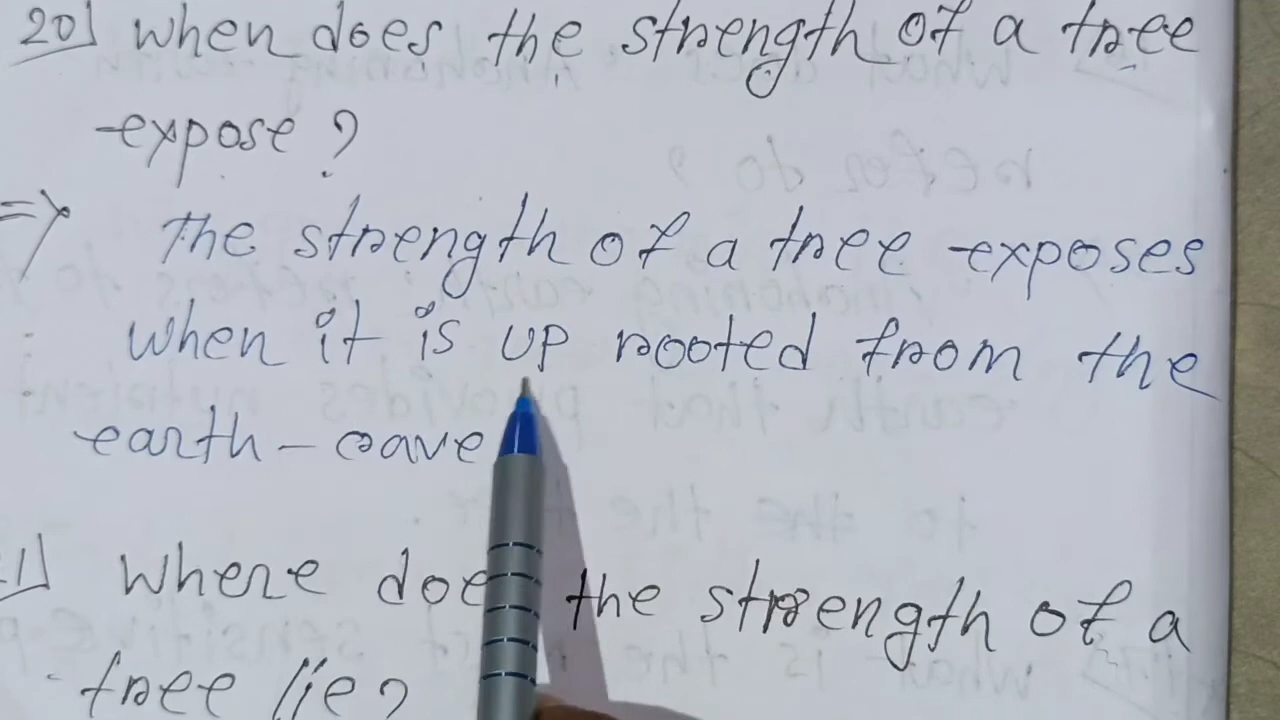 20) when does the strength of a tree
expose?
=> The strength of a tree exposes
when it is up rooted from the
earth-cave
1) Where doe the strength of a
tree lie?